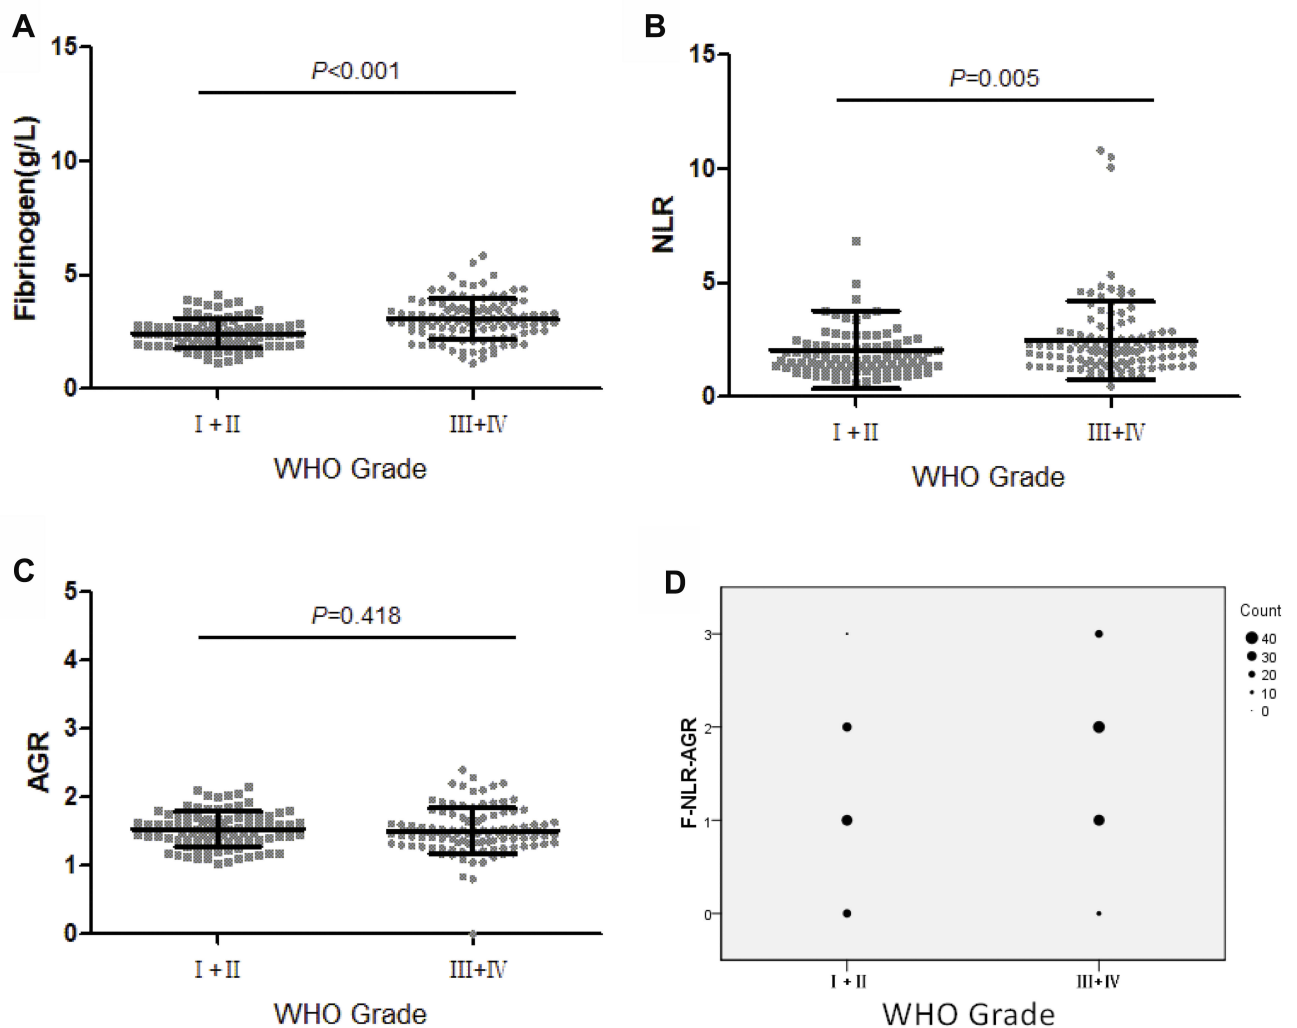 A
15
10
5
0
Fibrinogen(g/L)
P<0.001
I + II
III+IV
WHO Grade
B
15
10
5
0
NLR
P=0.005
I + II
III+IV
WHO Grade
C
5
4
3
2
1
0
AGR
P=0.418
I + II
III+IV
WHO Grade
D
3
2
1
0
F-NLR-AGR
I + II
III+IV
WHO Grade
Count
40
30
20
10
0